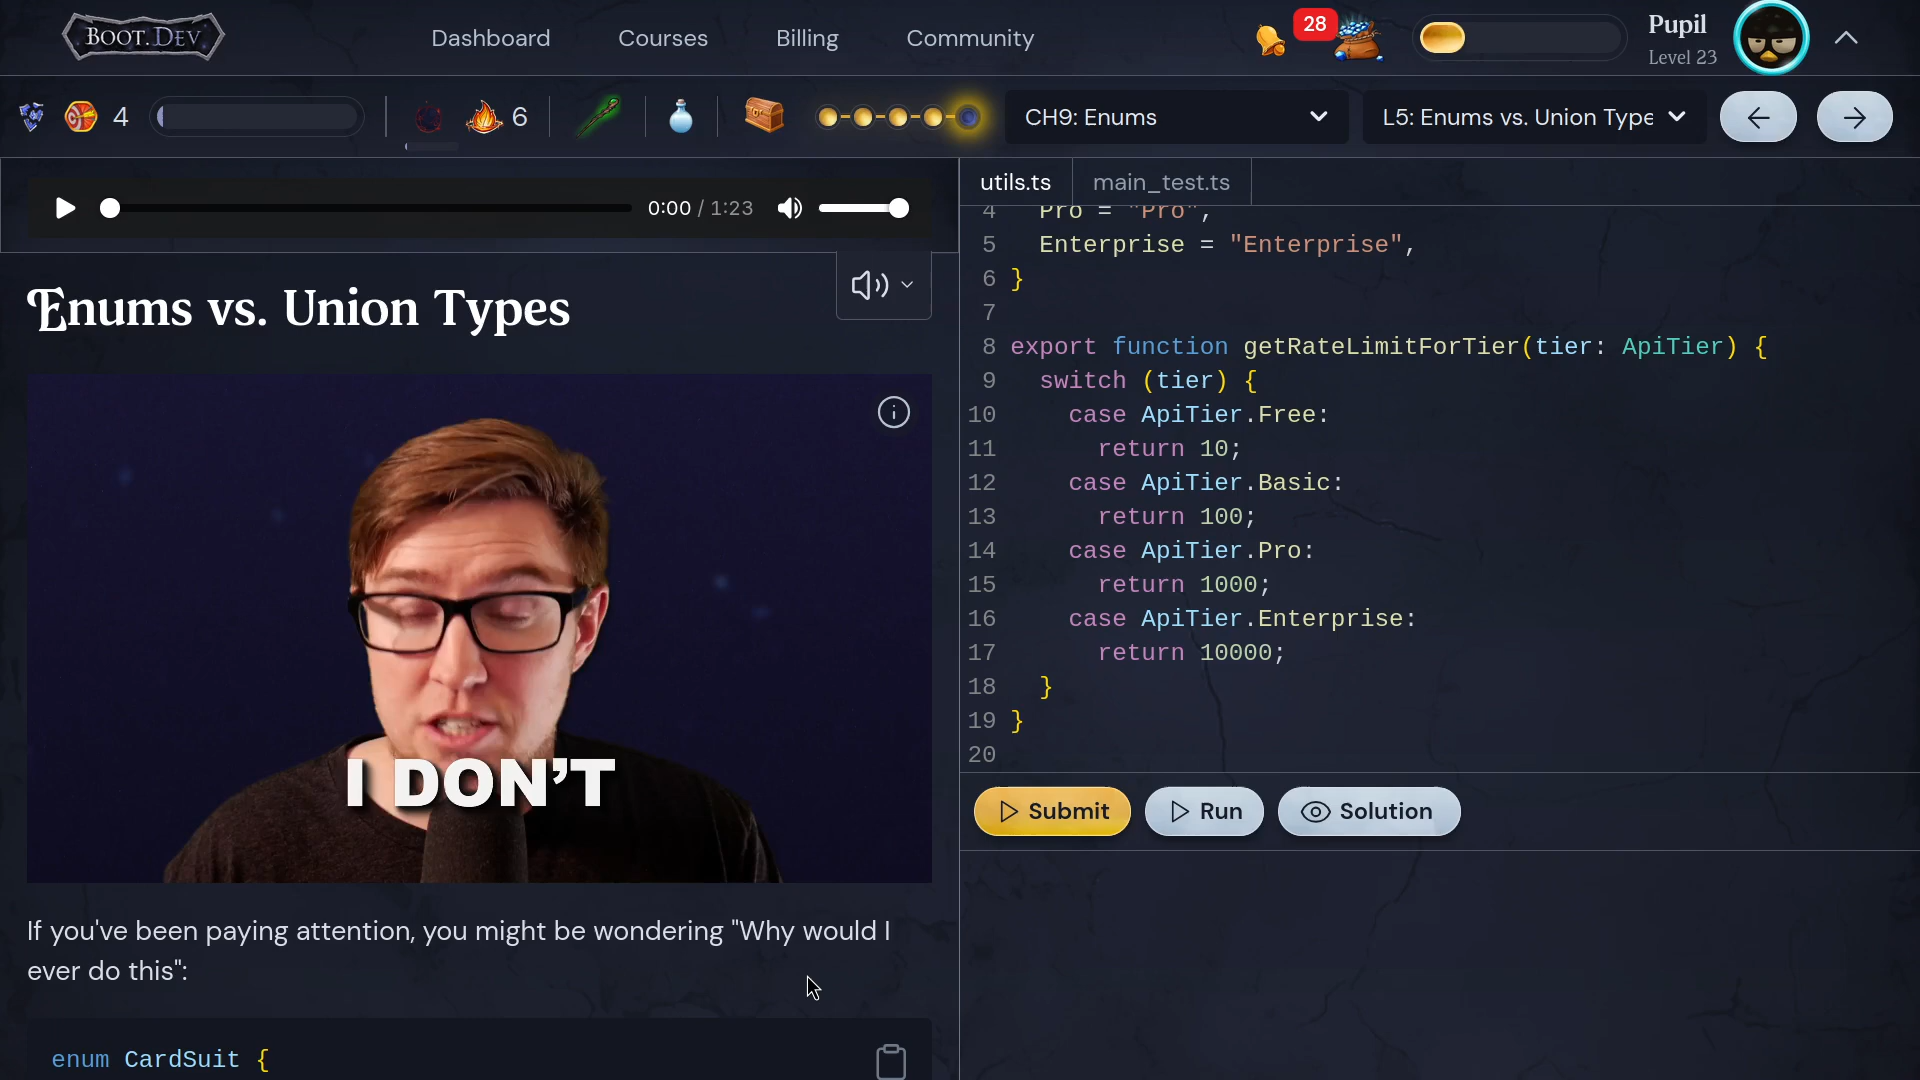 BOOT.DEV
Dashboard
Courses
Billing
Community
28
Pupil
Level 23
4
6
CH9: Enums
L5: Enums vs. Union Type
0:00 / 1:23
Enums vs. Union Types
I DON'T
If you've been paying attention, you might be wondering "Why would I
ever do this":
enum CardSuit {
utils.ts
main_test.ts
4 Pro = "Pro",
5 Enterprise = "Enterprise",
6 }
7
8 export function getRateLimitForTier(tier: ApiTier) {
9 switch (tier) {
10 case ApiTier.Free:
11 return 10;
12 case ApiTier.Basic:
13 return 100;
14 case ApiTier.Pro:
15 return 1000;
16 case ApiTier.Enterprise:
17 return 10000;
18 }
19 }
20
Submit
Run
Solution